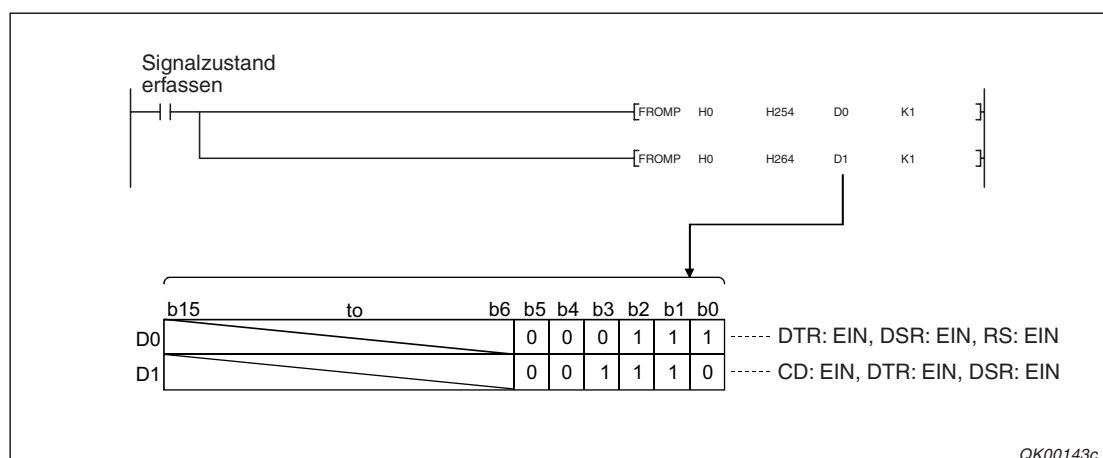 Signalzustand
erfassen
FROMP H0 H254 D0 K1
FROMP H0 H264 D1 K1
b15 to b6 b5 b4 b3 b2 b1 b0
D0 0 0 0 1 1 1 DTR: EIN, DSR: EIN, RS: EIN
D1 0 0 1 1 1 0 CD: EIN, DTR: EIN, DSR: EIN
QK00143c